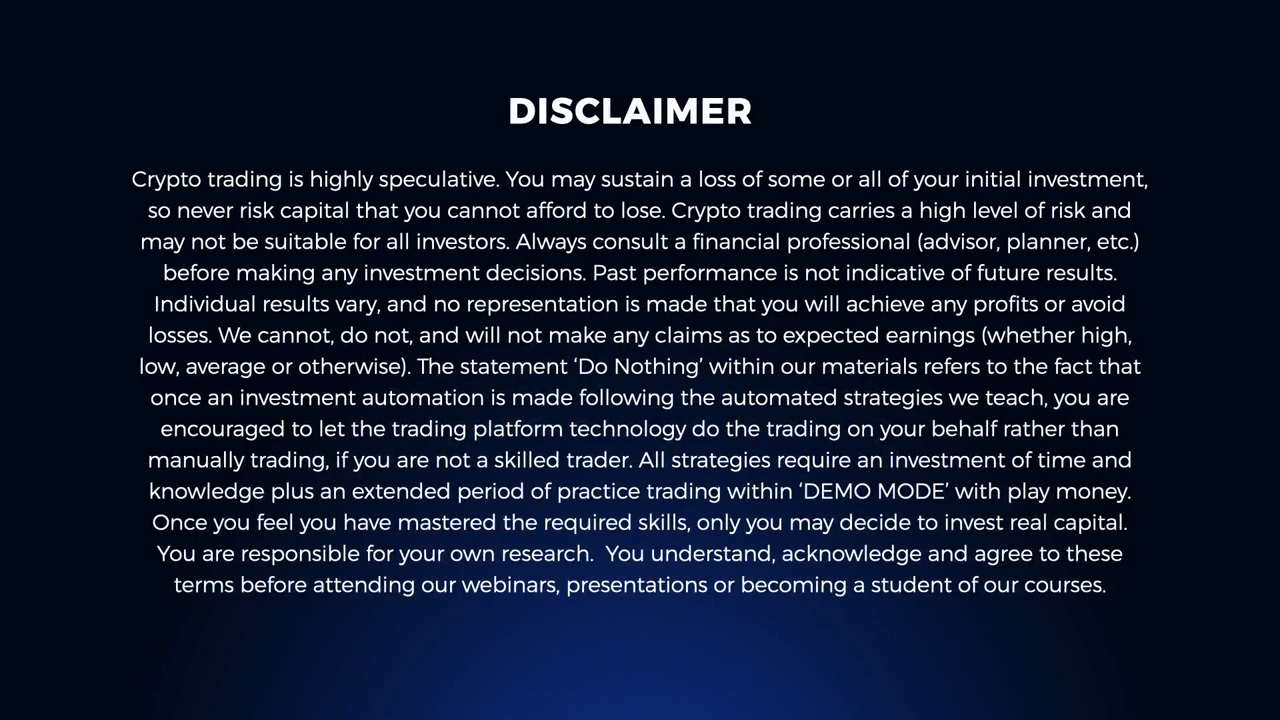 DISCLAIMER
Crypto trading is highly speculative. You may sustain a loss of some or all of your initial investment,
so never risk capital that you cannot afford to lose. Crypto trading carries a high level of risk and
may not be suitable for all investors. Always consult a financial professional (advisor, planner, etc.)
before making any investment decisions. Past performance is not indicative of future results.
Individual results vary, and no representation is made that you will achieve any profits or avoid
losses. We cannot, do not, and will not make any claims as to expected earnings (whether high,
low, average or otherwise). The statement ‘Do Nothing’ within our materials refers to the fact that
once an investment automation is made following the automated strategies we teach, you are
encouraged to let the trading platform technology do the trading on your behalf rather than
manually trading, if you are not a skilled trader. All strategies require an investment of time and
knowledge plus an extended period of practice trading within ‘DEMO MODE’ with play money.
Once you feel you have mastered the required skills, only you may decide to invest real capital.
You are responsible for your own research.  You understand, acknowledge and agree to these
terms before attending our webinars, presentations or becoming a student of our courses.